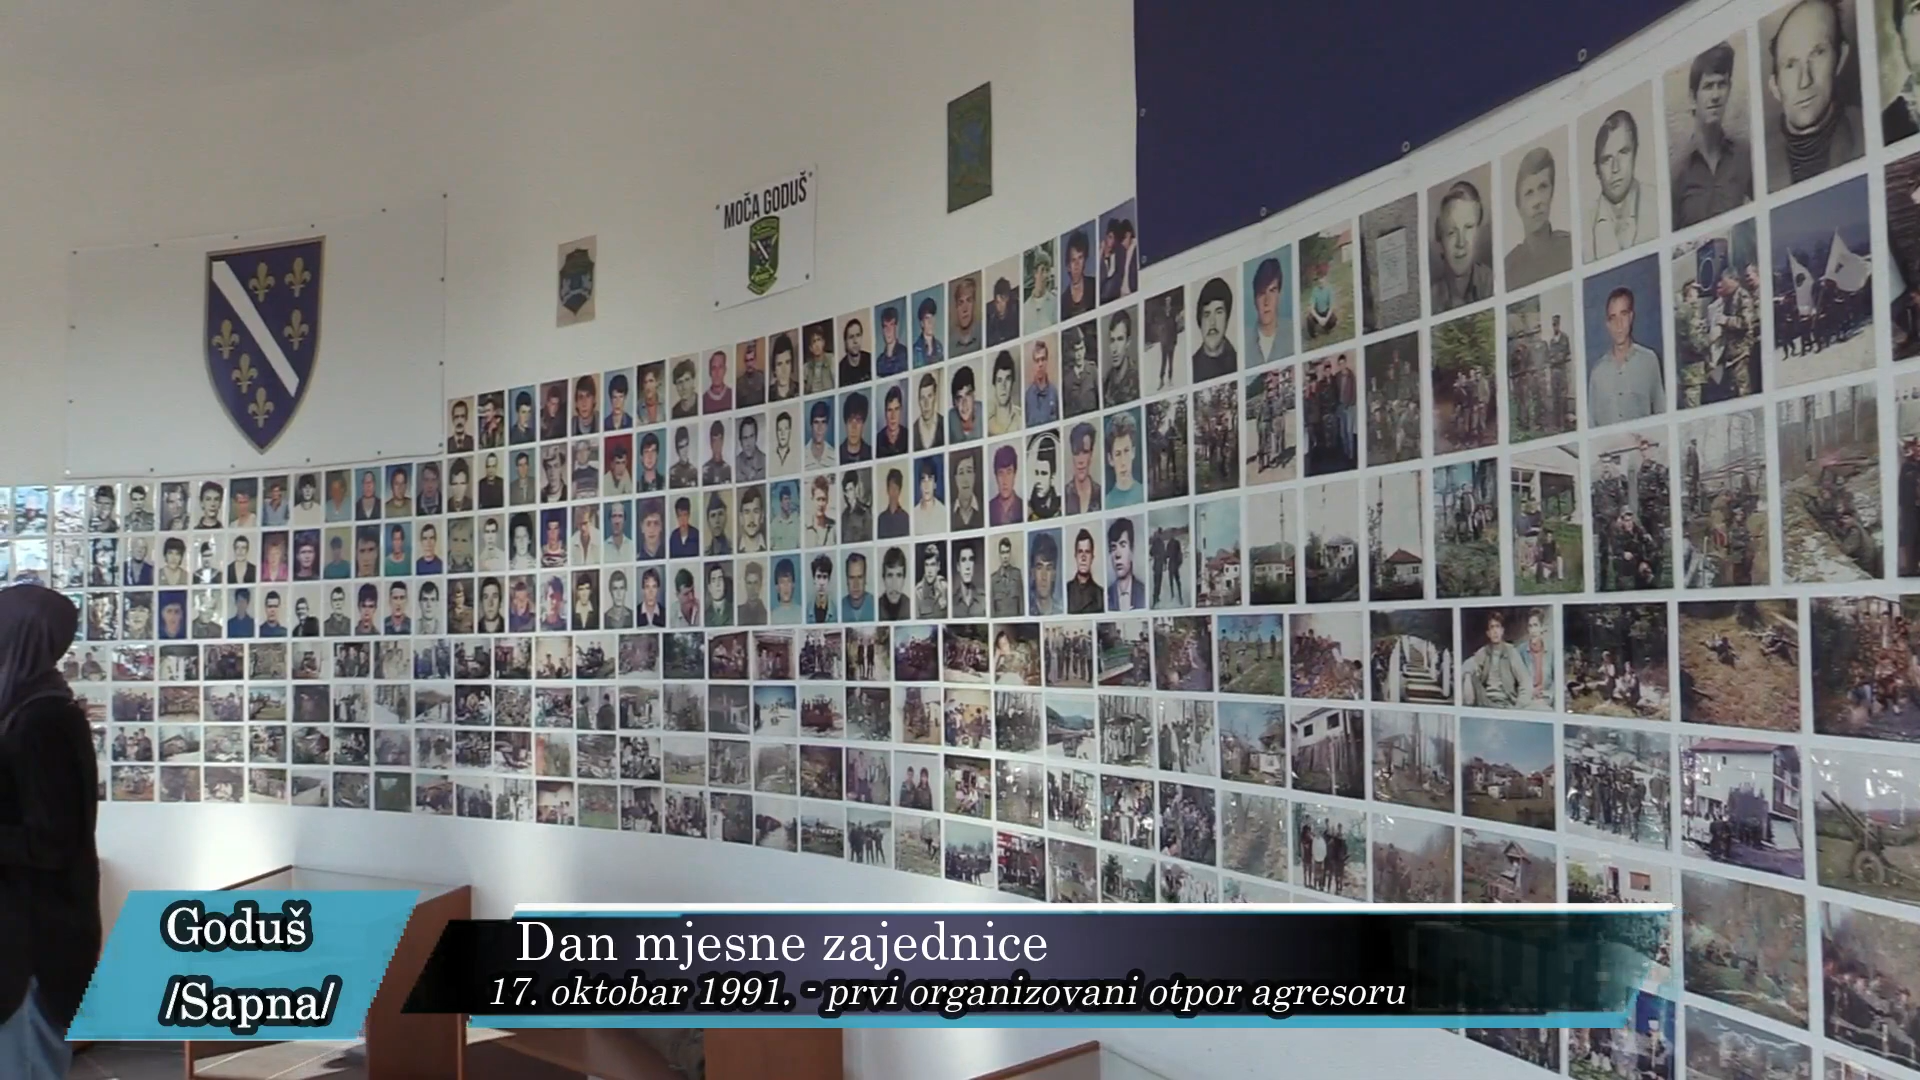 MOČA GODUŠ
Goduš
/Sapna/
Dan mjesne zajednice
17. oktobar 1991. - prvi organizovani otpor agresoru